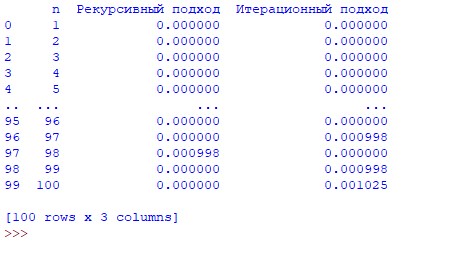 n Рекурсивный подход Итерационный подход
0 1 0.000000 0.000000
1 2 0.000000 0.000000
2 3 0.000000 0.000000
3 4 0.000000 0.000000
4 5 0.000000 0.000000
.. ... ... ...
95 96 0.000000 0.000000
96 97 0.000000 0.000998
97 98 0.000998 0.000000
98 99 0.000000 0.000998
99 100 0.000000 0.001025
[100 rows x 3 columns]
>>>